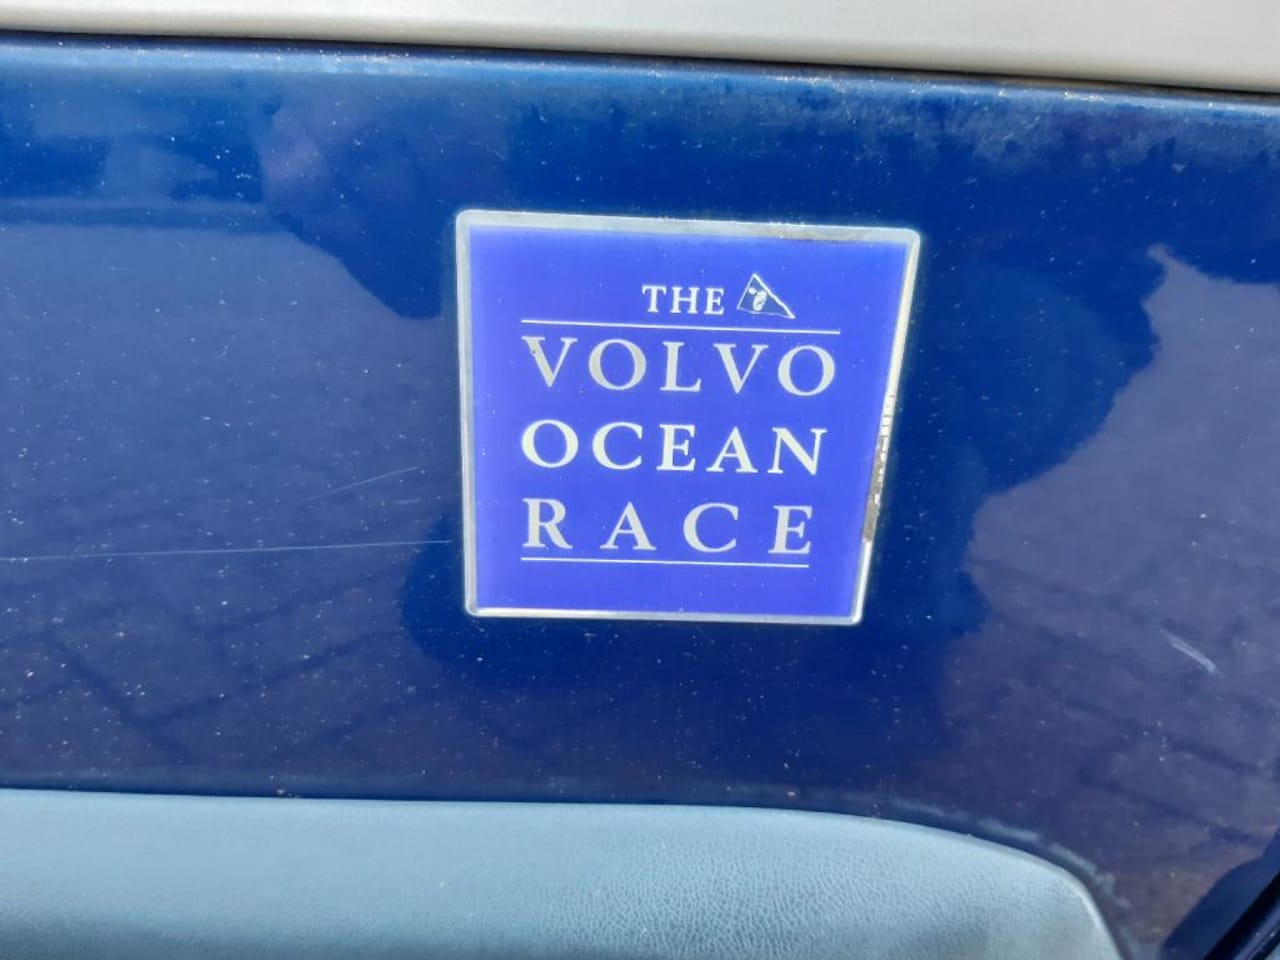 THE
VOLVO
OCEAN
RACE